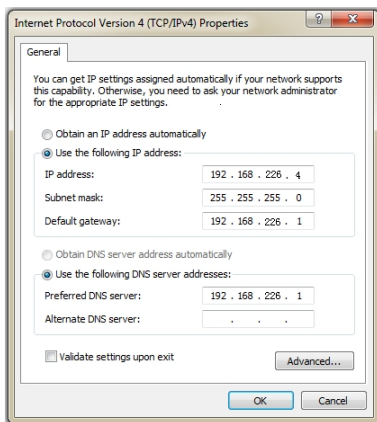 Internet Protocol Version 4 (TCP/IPv4) Properties
General
You can get IP settings assigned automatically if your network supports
this capability. Otherwise, you need to ask your network administrator
for the appropriate IP settings.
Obtain an IP address automatically
Use the following IP address:
IP address: 192 . 168 . 226 . 4
Subnet mask: 255 . 255 . 255 . 0
Default gateway: 192 . 168 . 226 . 1
Obtain DNS server address automatically
Use the following DNS server addresses:
Preferred DNS server: 192 . 168 . 226 . 1
Alternate DNS server: . . .
Validate settings upon exit
Advanced...
OK Cancel